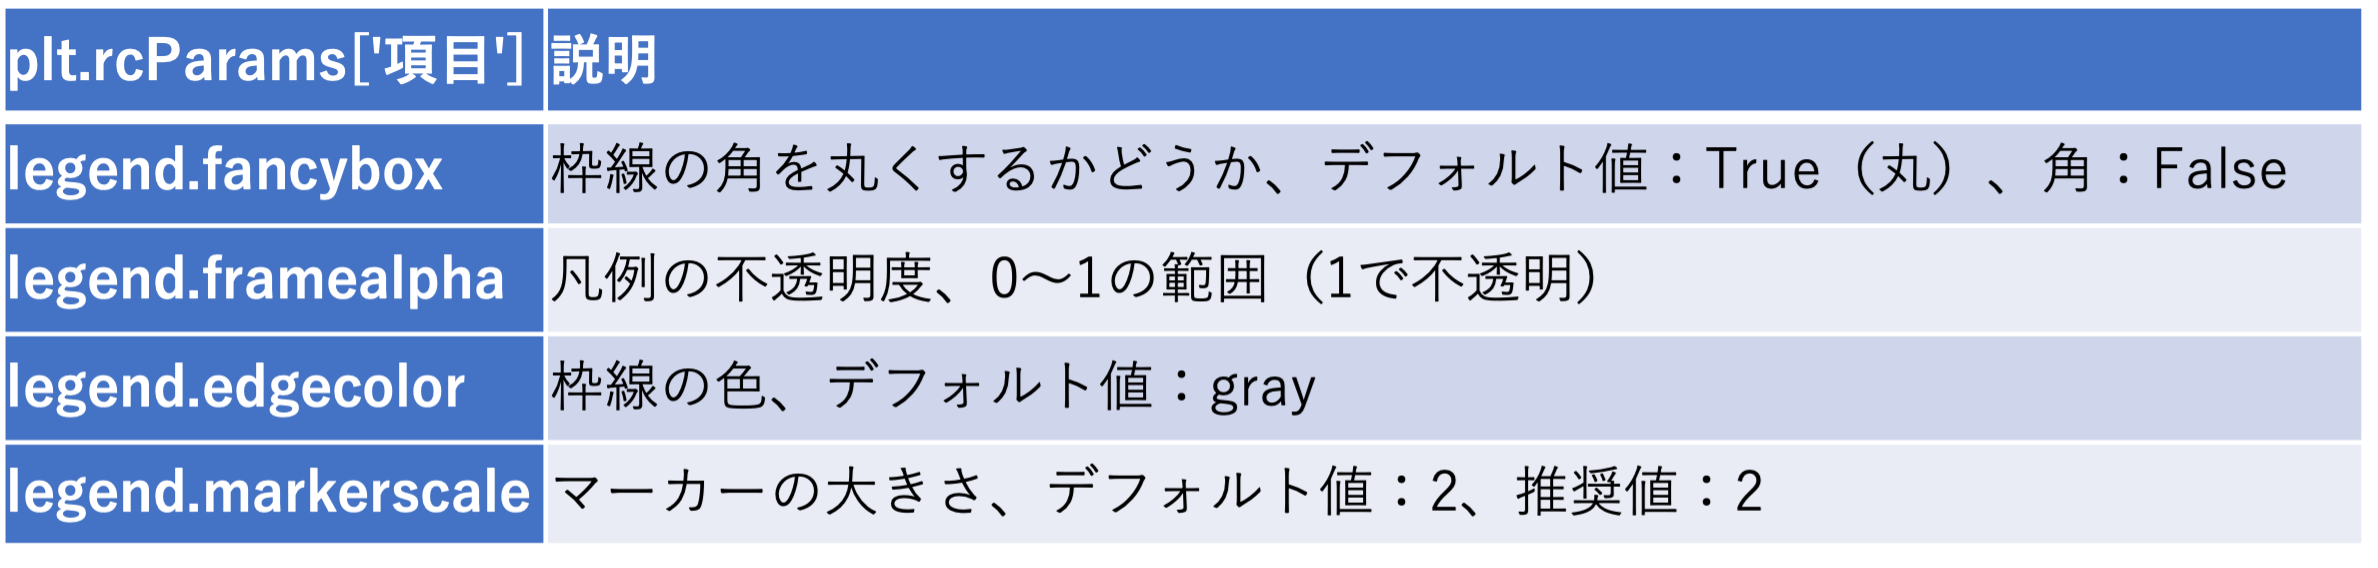 plt.rcParams['項目'] 説明
legend.fancybox 枠線の角を丸くするかどうか、デフォルト値：True（丸）、角：False
legend.framealpha 凡例の不透明度、0～1の範囲（1で不透明）
legend.edgecolor 枠線の色、デフォルト値：gray
legend.markerscale マーカーの大きさ、デフォルト値：2、推奨値：2